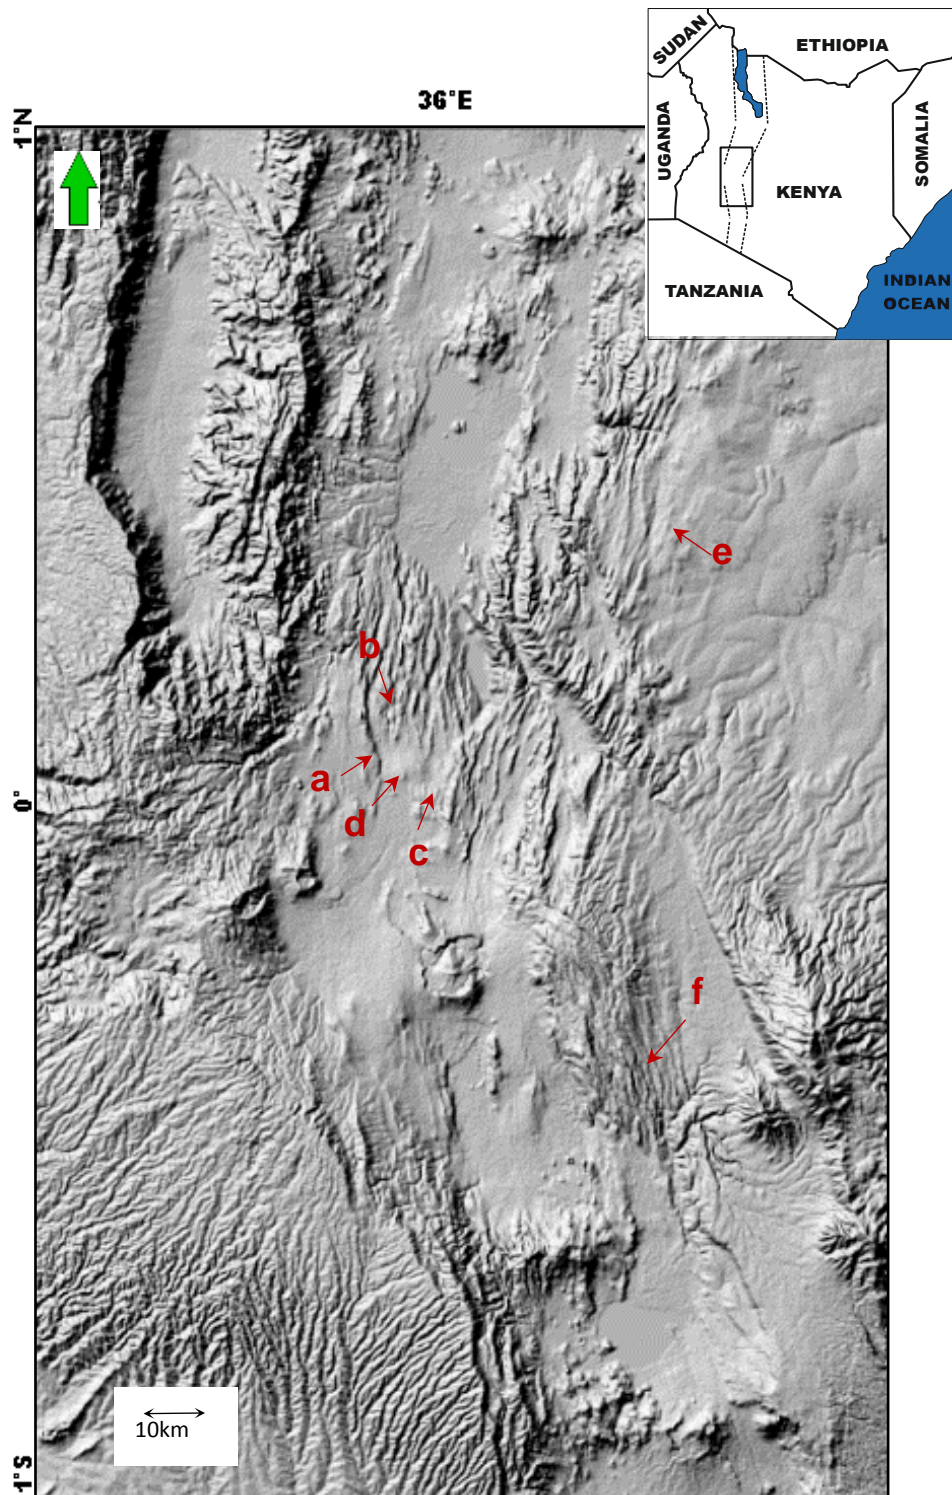 SUDAN
ETHIOPIA
UGANDA
SOMALIA
KENYA
TANZANIA
INDIAN
OCEAN
36°E
1°N
e
b
a
0°
d
c
f
10km
1°S